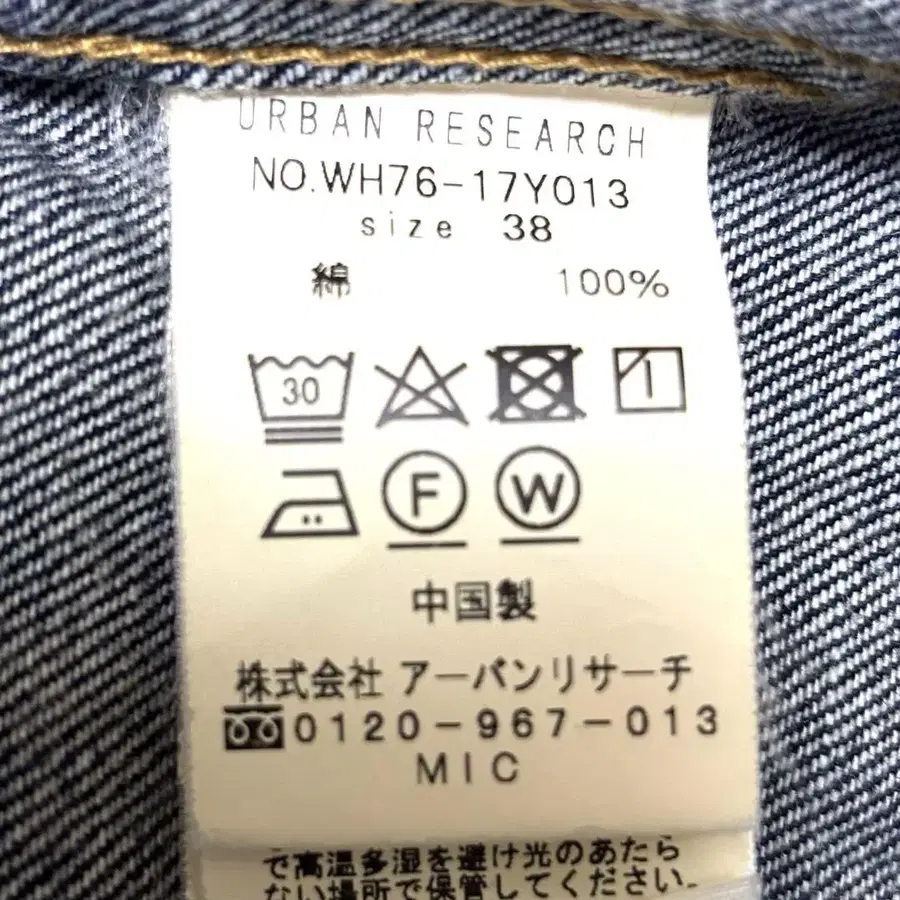 URBAN RESEARCH
NO.WH76-17Y013
size 38
綿 100%
30
F W
中国製
株式会社 アーバンリサーチ
0120-967-013
MIC
で高温多湿を避け光のあたら
ない場所で保管してください.